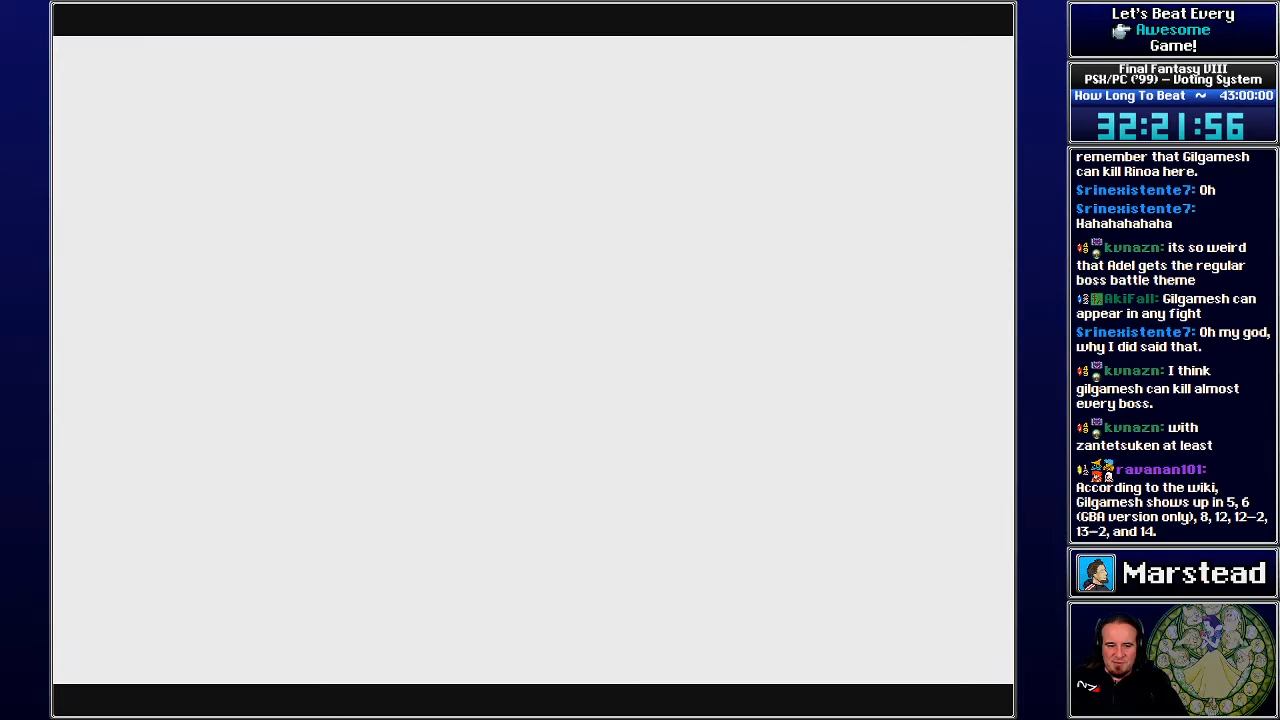 Let's Beat Every
Awesome
Game!
Final Fantasy VIII
PSX/PC ('99) – Voting System
How Long To Beat ~ 43:00:00
32:21:56
remember that Gilgamesh
can kill Rinoa here.
Srinexistente7: Oh
Srinexistente7:
Hahahahahaha
kvnazn: its so weird
that Adel gets the regular
boss battle theme
AkiFall: Gilgamesh can
appear in any fight
Srinexistente7: Oh my god,
why I did said that.
kvnazn: I think
gilgamesh can kill almost
every boss.
kvnazn: with
zantetsuken at least
ravanan101:
According to the wiki,
Gilgamesh shows up in 5, 6
(GBA version only), 8, 12, 12–2,
13–2, and 14.
Marstead